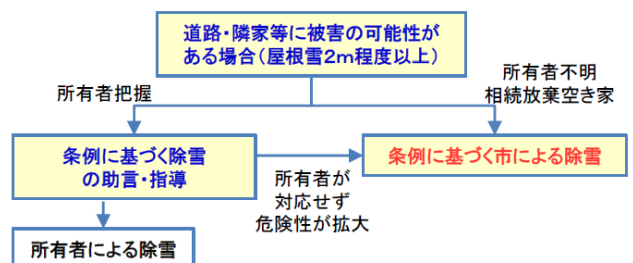 道路・隣家等に被害の可能性が
ある場合（屋根雪２ｍ程度以上）
所有者把握
所有者不明
相続放棄空き家
条例に基づく除雪
の助言・指導
条例に基づく市による除雪
所有者が
対応せず
危険性が拡大
所有者による除雪